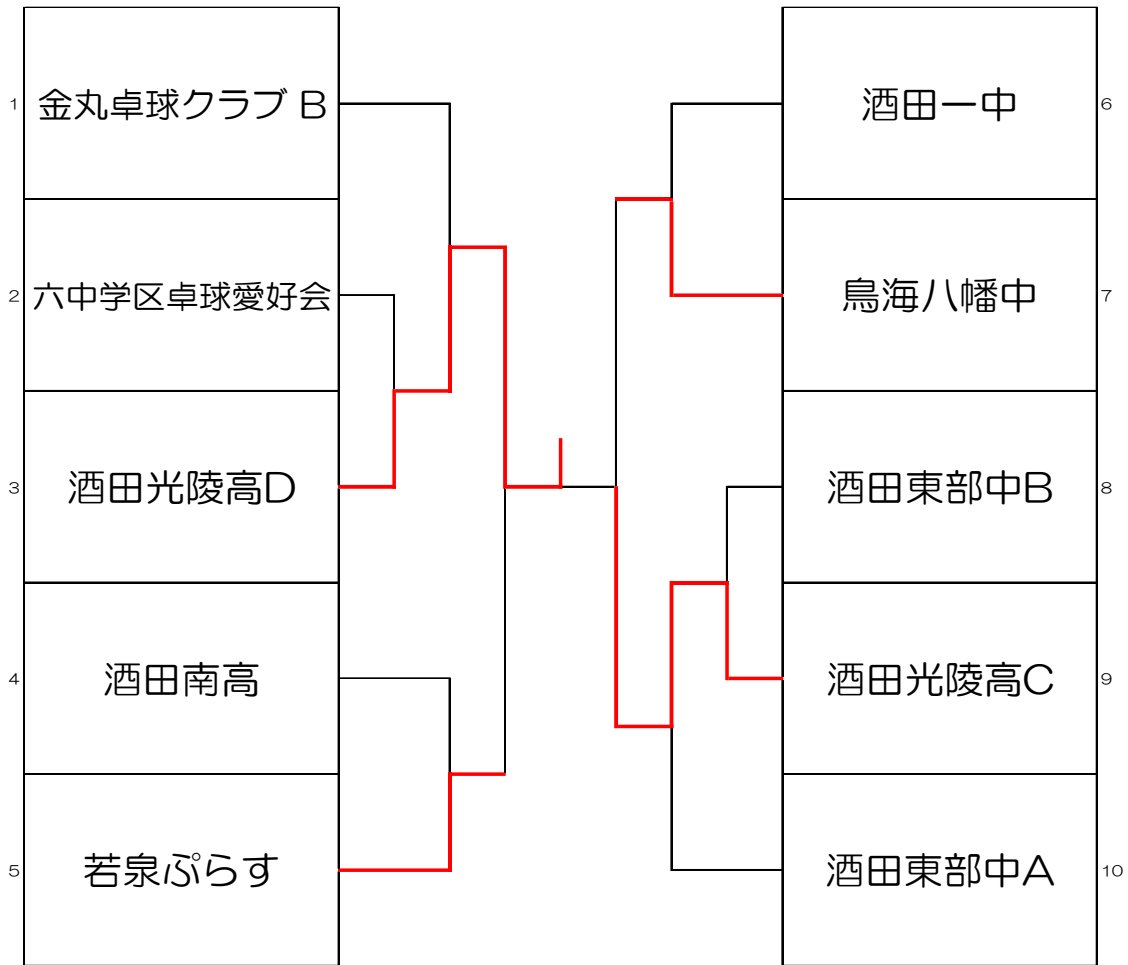 1 金丸卓球クラブ B
2 六中学区卓球愛好会
3 酒田光陵高D
4 酒田南高
5 若泉ぷらす
酒田一中 6
鳥海八幡中 7
酒田東部中B 8
酒田光陵高C 9
酒田東部中A 10